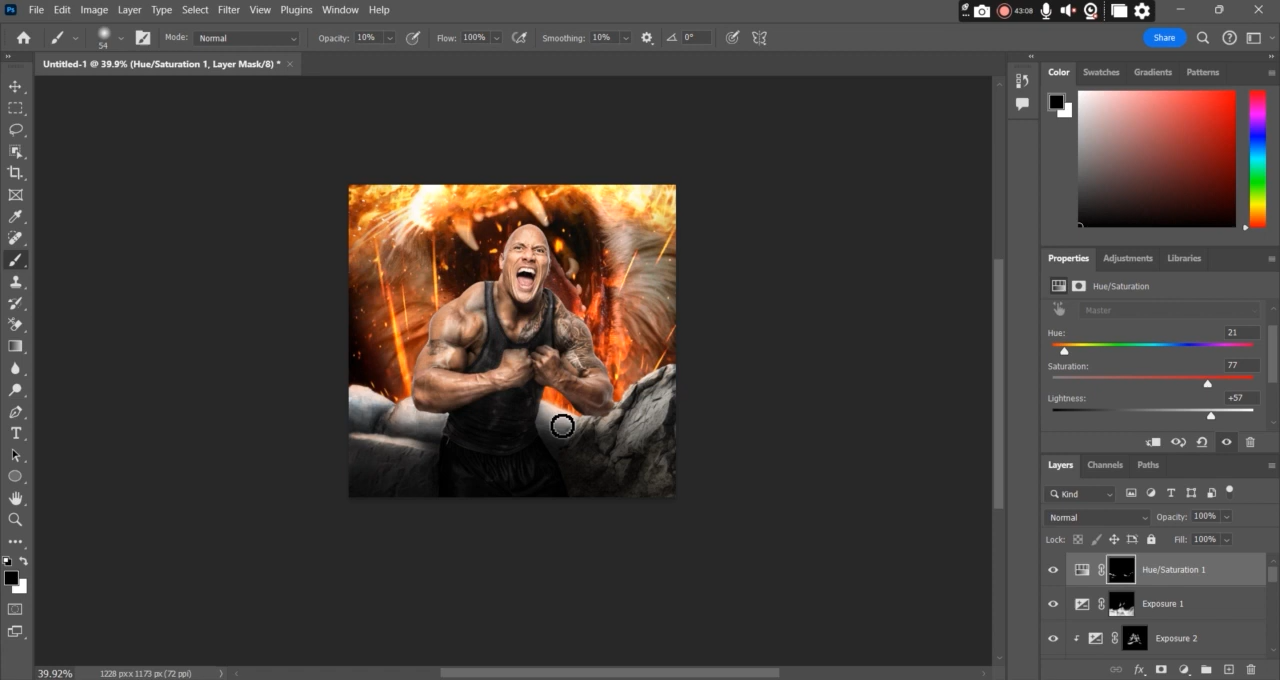 Ps File Edit Image Layer Type Select Filter View Plugins Window Help 43:08
54 Mode: Normal Opacity: 10% Flow: 100% Smoothing: 10% 0° Share
Untitled-1 @ 39.9% (Hue/Saturation 1, Layer Mask/8) *
Color Swatches Gradients Patterns
Properties Adjustments Libraries
Hue/Saturation
Master
Hue: 21
Saturation: 77
Lightness: +57
Layers Channels Paths
Kind
Normal Opacity: 100%
Lock: Fill: 100%
Hue/Saturation 1
Exposure 1
Exposure 2
fx
39.92% 1228 px x 1173 px (72 ppi)